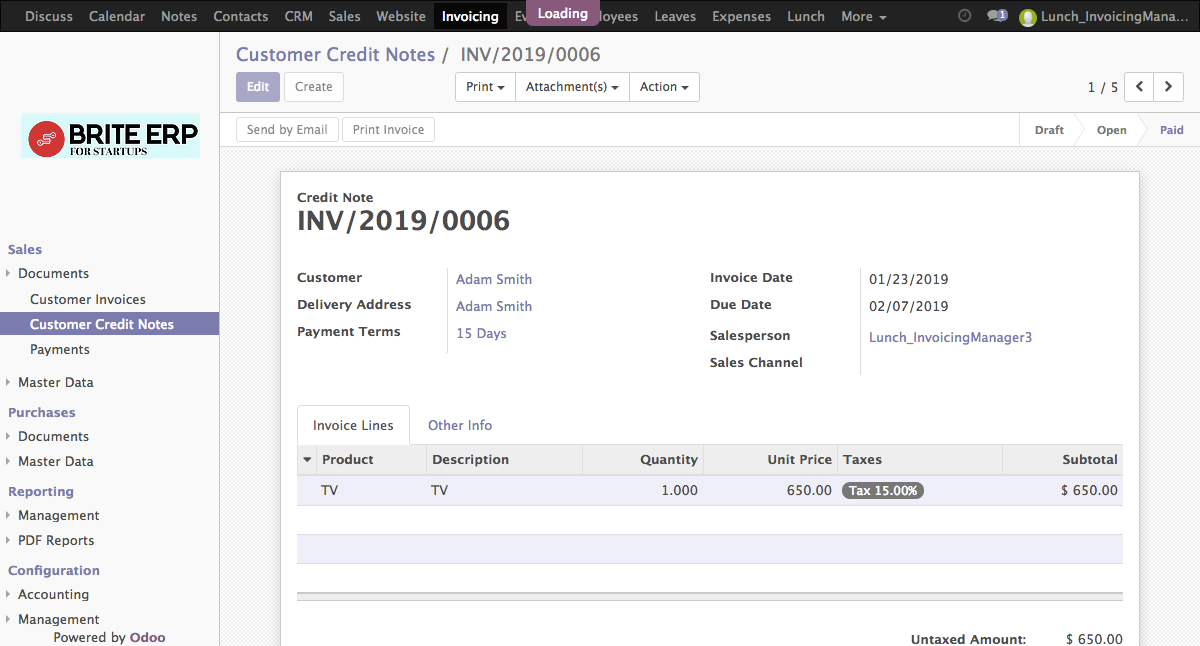 Discuss Calendar Notes Contacts CRM Sales Website Invoicing Ev Loading loyees Leaves Expenses Lunch More 1 Lunch_InvoicingMana...
Customer Credit Notes / INV/2019/0006
Edit Create Print Attachment(s) Action 1 / 5
Send by Email Print Invoice Draft Open Paid
BRITE ERP
FOR STARTUPS
Sales
Documents
Customer Invoices
Customer Credit Notes
Payments
Master Data
Purchases
Documents
Master Data
Reporting
Management
PDF Reports
Configuration
Accounting
Management
Powered by Odoo
Credit Note
INV/2019/0006
Customer Adam Smith
Delivery Address Adam Smith
Payment Terms 15 Days
Invoice Date 01/23/2019
Due Date 02/07/2019
Salesperson Lunch_InvoicingManager3
Sales Channel
Invoice Lines Other Info
Product Description Quantity Unit Price Taxes Subtotal
TV TV 1.000 650.00 Tax 15.00% $ 650.00
Untaxed Amount: $ 650.00